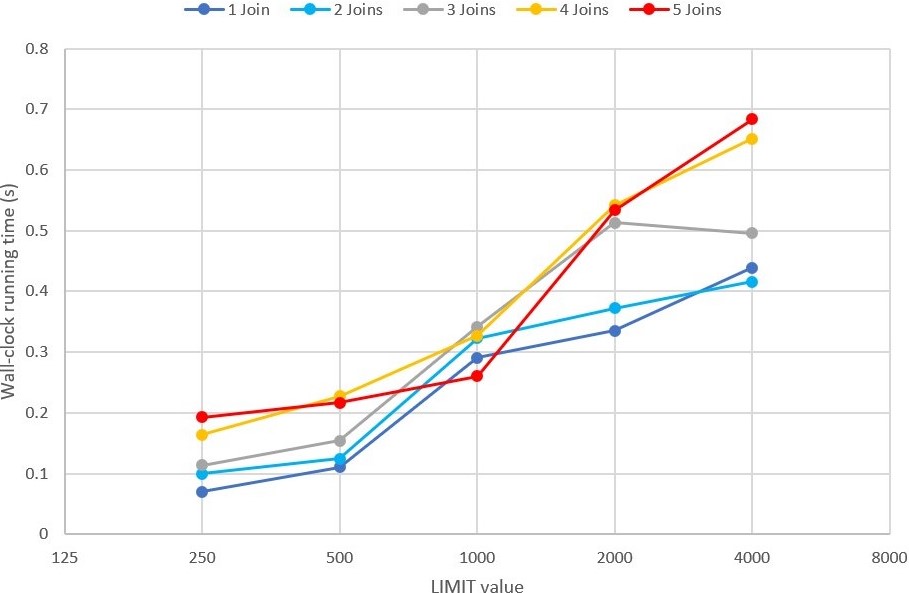 1 Join 2 Joins 3 Joins 4 Joins 5 Joins
0.8
0.7
0.6
0.5
0.4
0.3
0.2
0.1
0
Wall-clock running time (s)
125 250 500 1000 2000 4000 8000
LIMIT value